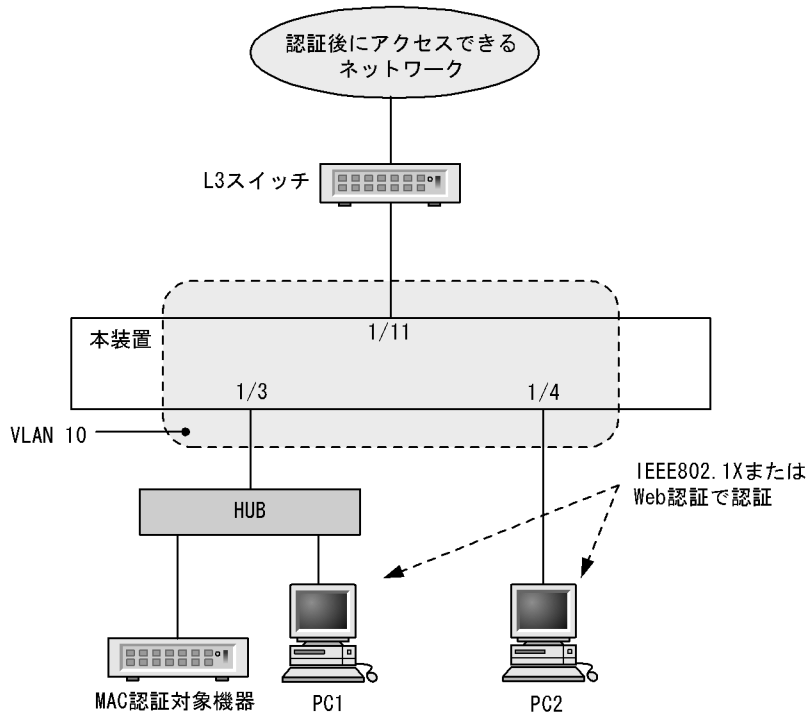 認証後にアクセスできる
ネットワーク
L3スイッチ
本装置
1/11
1/3
1/4
VLAN 10
IEEE802.1Xまたは
Web認証で認証
HUB
MAC認証対象機器
PC1
PC2